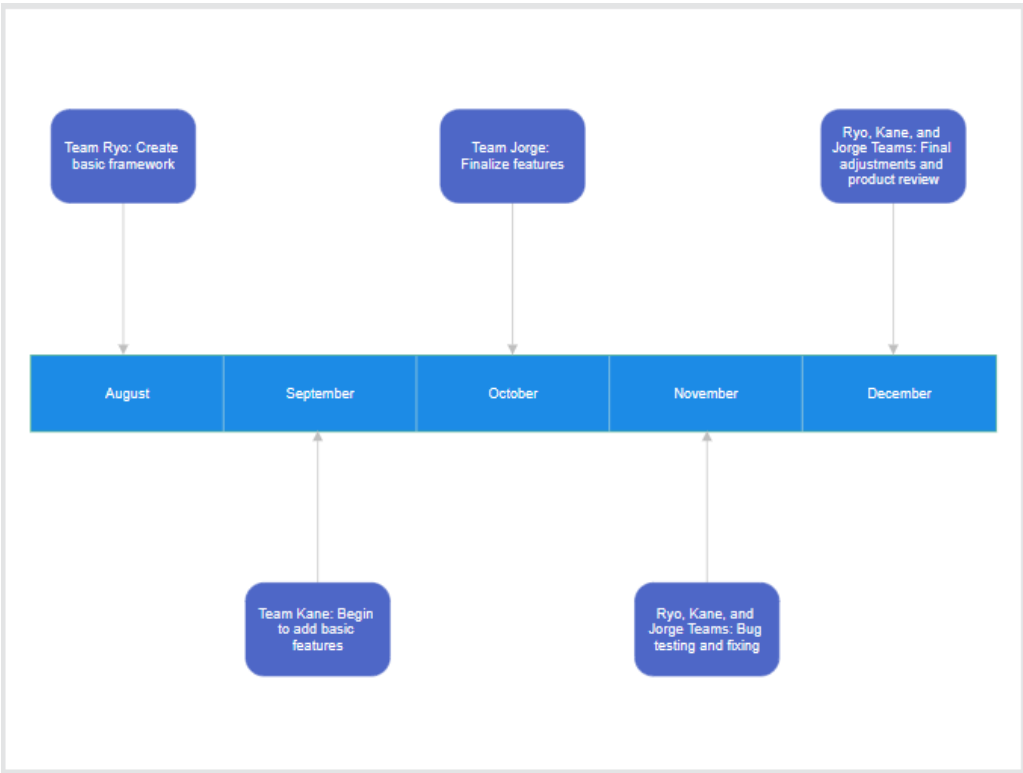 Team Ryo: Create
basic framework
Team Jorge:
Finalize features
Ryo, Kane, and
Jorge Teams: Final
adjustments and
product review
August
September
October
November
December
Team Kane: Begin
to add basic
features
Ryo, Kane, and
Jorge Teams: Bug
testing and fixing